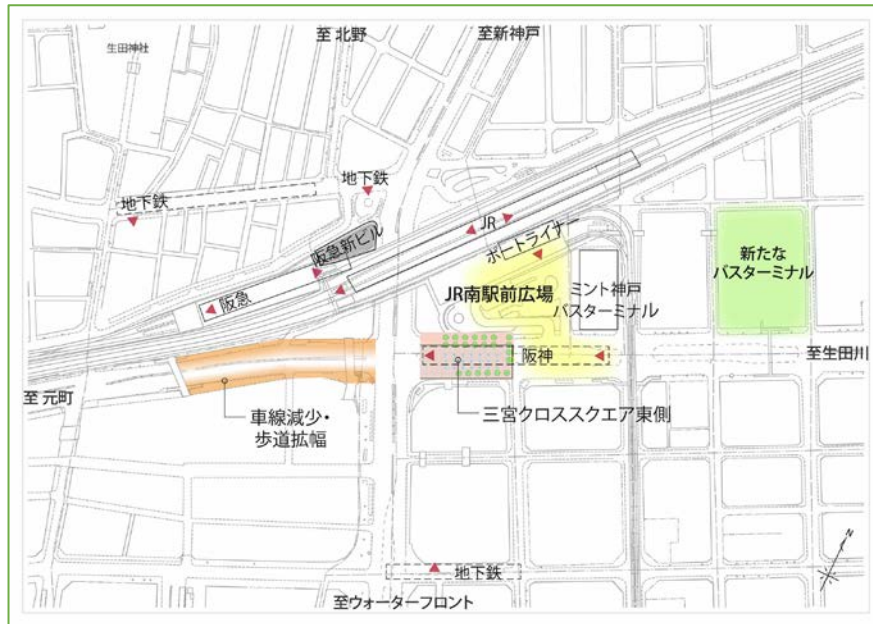 至 北野
至新神戸
生田神社
地下鉄
地下鉄
JR
阪急新ビル
ポートライナー
新たな
バスターミナル
阪急
JR南駅前広場
ミント神戸
バスターミナル
阪神
至生田川
至 元町
車線減少・
歩道拡幅
三宮クロススクエア東側
地下鉄
至ウォーターフロント
N